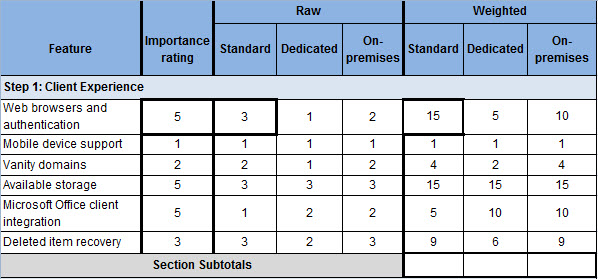 Raw Weighted
Feature Importance rating Standard Dedicated On-premises Standard Dedicated On-premises
Step 1: Client Experience
Web browsers and authentication 5 3 1 2 15 5 10
Mobile device support 1 1 1 1 1 1 1
Vanity domains 2 2 1 2 4 2 4
Available storage 5 3 3 3 15 15 15
Microsoft Office client integration 5 1 2 2 5 10 10
Deleted item recovery 3 3 2 3 9 6 9
Section Subtotals